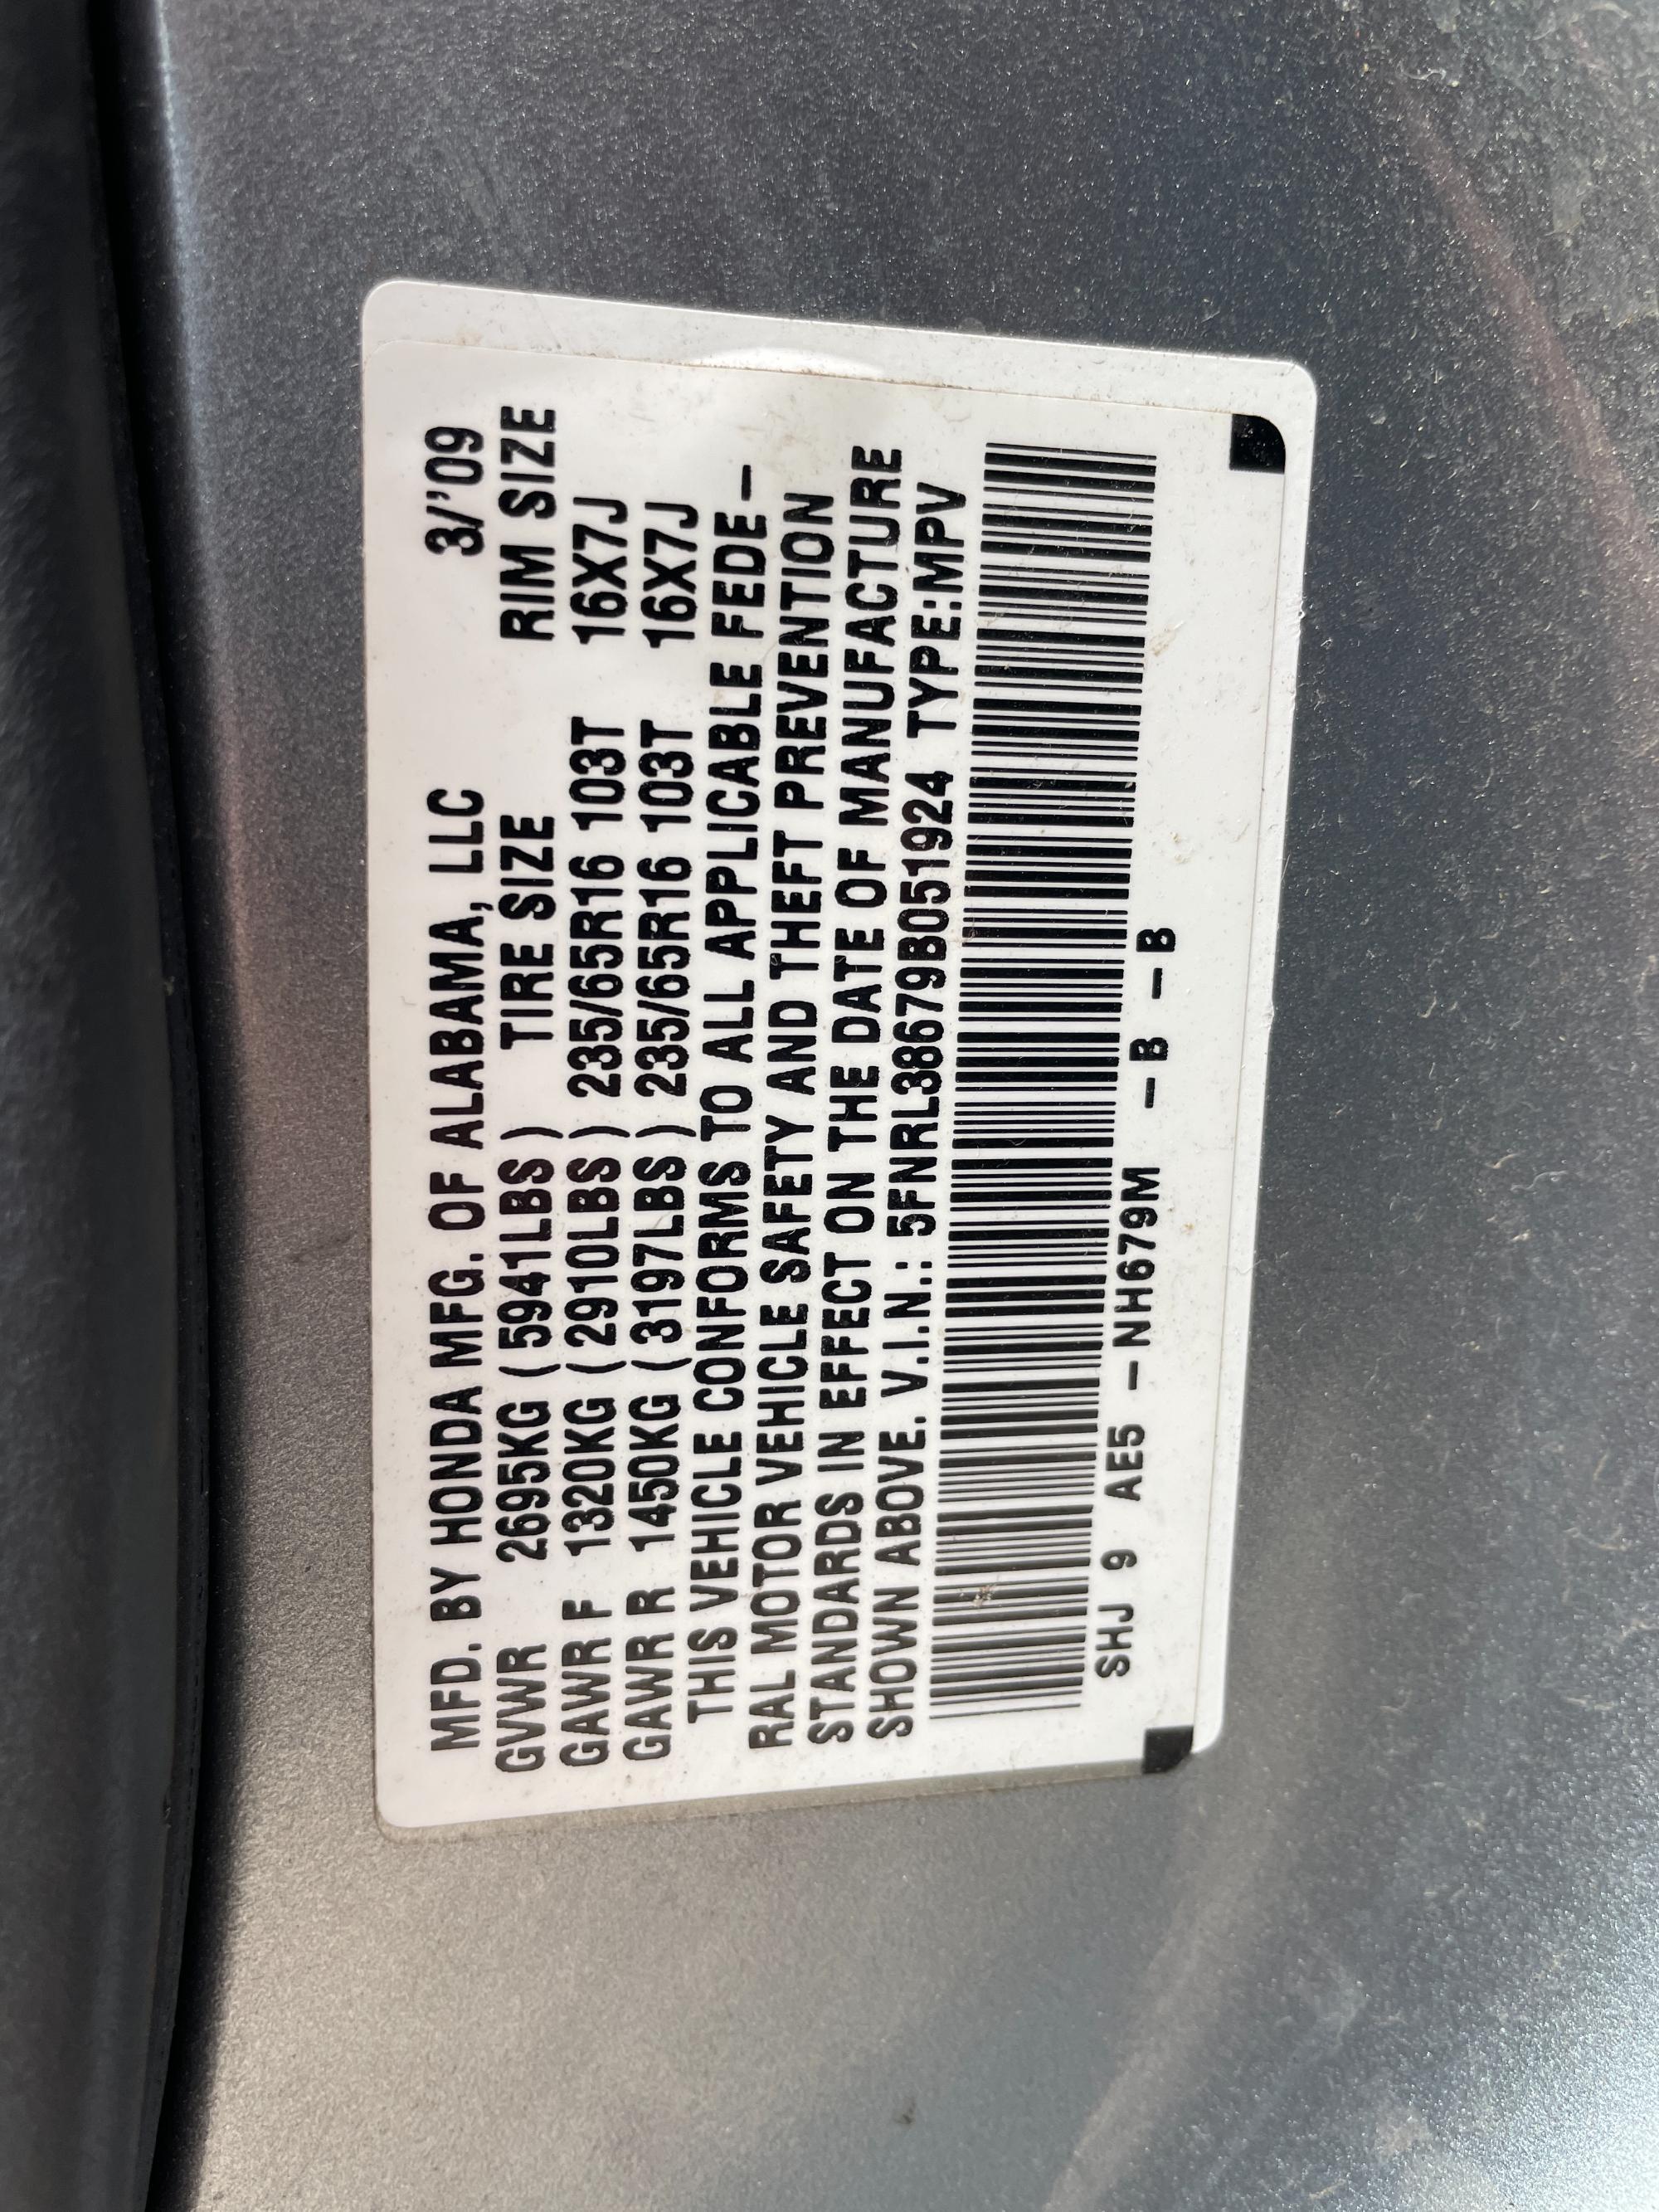 MFD. BY HONDA MFG. OF ALABAMA, LLC 3/'09
GVWR 2695KG (5941LBS) TIRE SIZE RIM SIZE
GAWR F 1320KG (2910LBS) 235/65R16 103T 16X7J
GAWR R 1450KG (3197LBS) 235/65R16 103T 16X7J
THIS VEHICLE CONFORMS TO ALL APPLICABLE FEDE-
RAL MOTOR VEHICLE SAFETY AND THEFT PREVENTION
STANDARDS IN EFFECT ON THE DATE OF MANUFACTURE
SHOWN ABOVE. V.I.N.: 5FNRL38679B051924 TYPE:MPV
SHJ 9 AE5 -NH679M -B -B